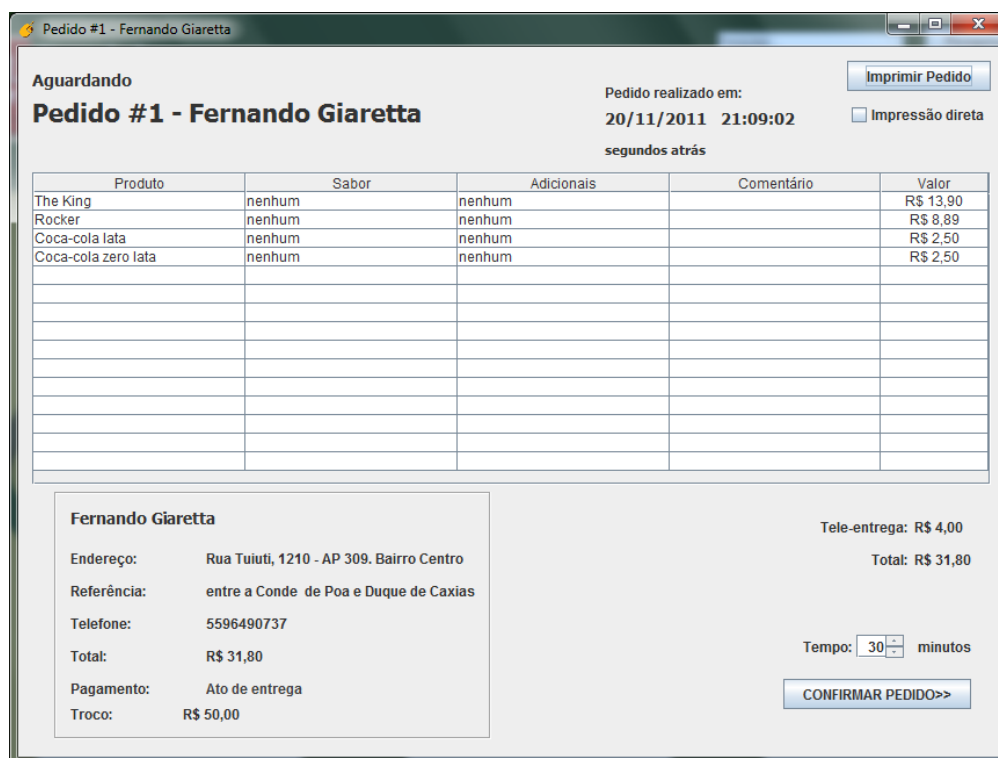 Pedido #1 - Fernando Giaretta
Aguardando
Pedido #1 - Fernando Giaretta
Pedido realizado em:
20/11/2011 21:09:02
segundos atrás
Imprimir Pedido
Impressão direta
Produto Sabor Adicionais Comentário Valor
The King nenhum nenhum R$ 13,90
Rocker nenhum nenhum R$ 8,89
Coca-cola lata nenhum nenhum R$ 2,50
Coca-cola zero lata nenhum nenhum R$ 2,50
Fernando Giaretta
Endereço: Rua Tuiuti, 1210 - AP 309. Bairro Centro
Referência: entre a Conde de Poa e Duque de Caxias
Telefone: 5596490737
Total: R$ 31,80
Pagamento: Ato de entrega
Troco: R$ 50,00
Tele-entrega: R$ 4,00
Total: R$ 31,80
Tempo: 30 minutos
CONFIRMAR PEDIDO>>